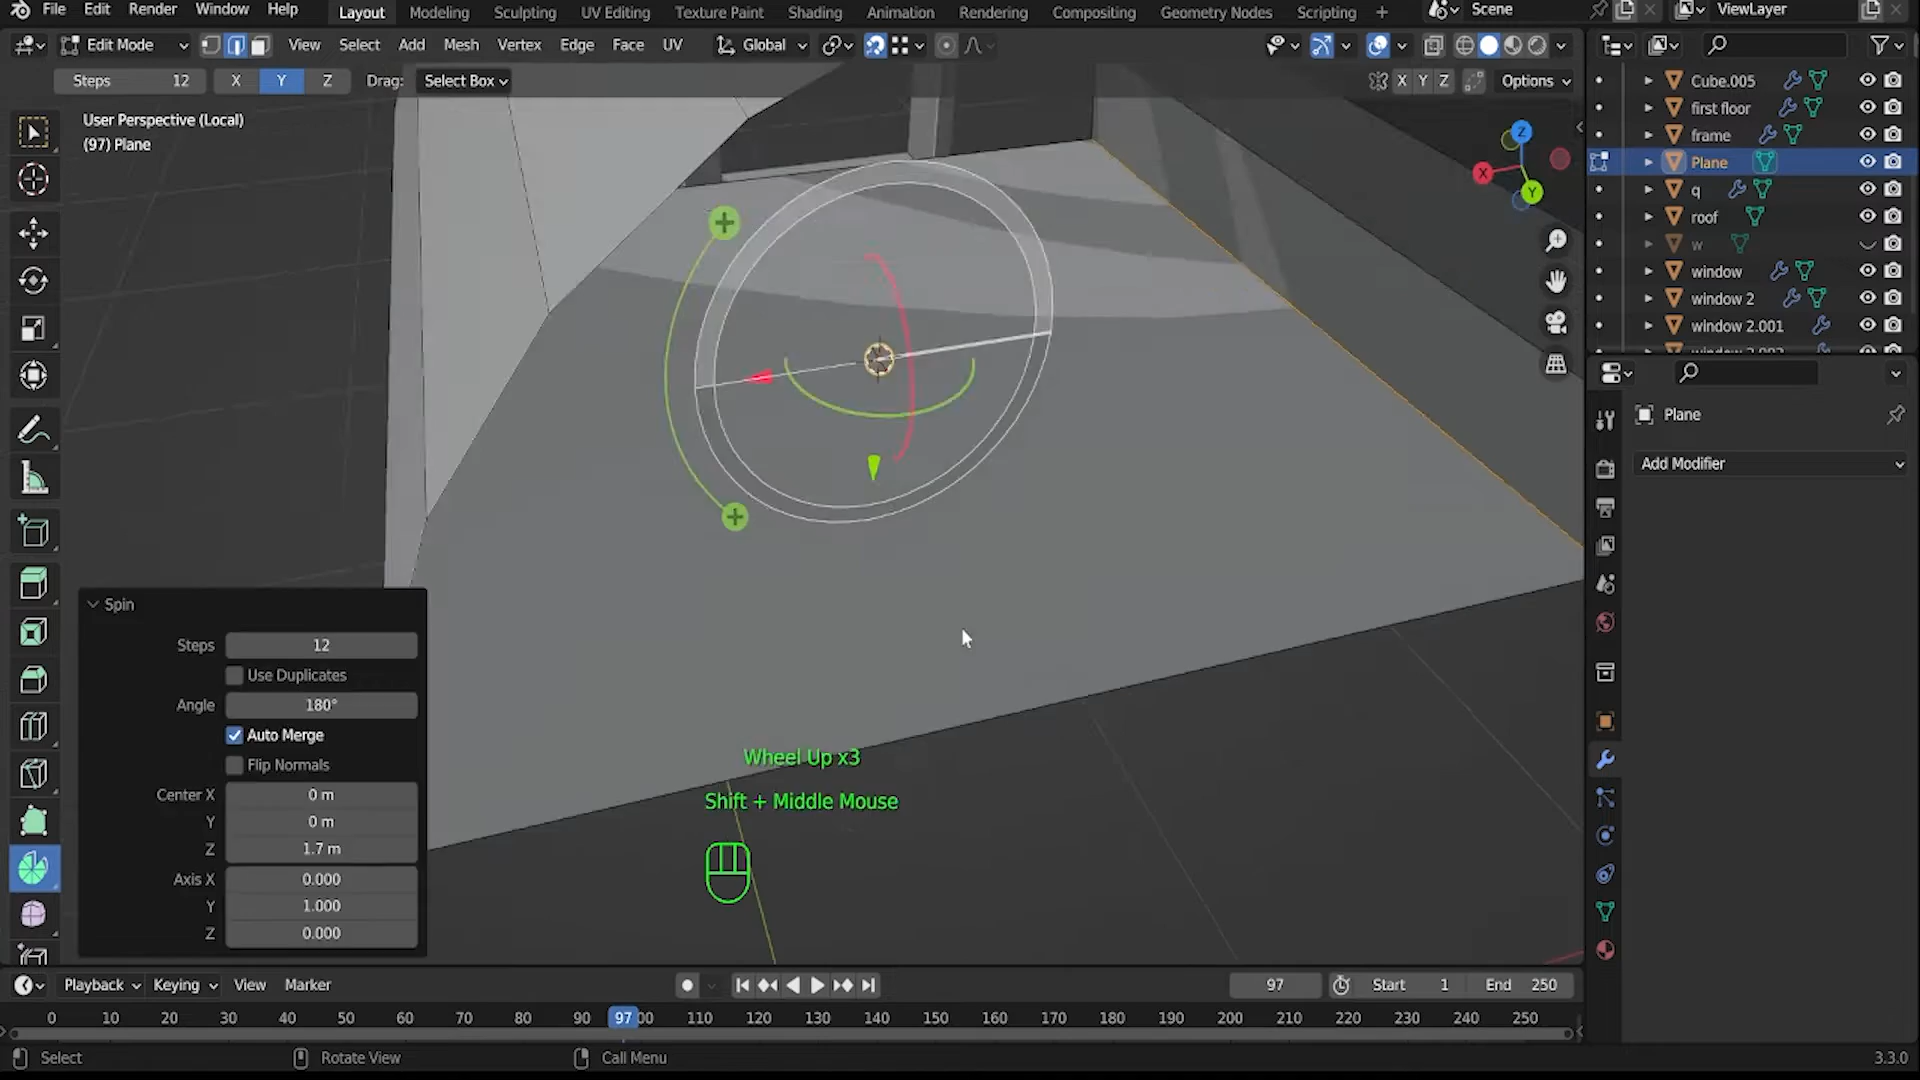 File Edit Render Window Help Layout Modeling Sculpting UV Editing Texture Paint Shading Animation Rendering Compositing Geometry Nodes Scripting + Scene ViewLayer
Edit Mode View Select Add Mesh Vertex Edge Face UV Global
Steps 12 X Y Z Drag: Select Box X Y Z Options
User Perspective (Local)
(97) Plane
Cube.005
first floor
frame
Plane
q
roof
w
window
window 2
window 2.001
Z
X
Y
Plane
Add Modifier
Spin
Steps 12
Use Duplicates
Angle 180°
Auto Merge
Flip Normals
Center X 0 m
Y 0 m
Z 1.7 m
Axis X 0.000
Y 1.000
Z 0.000
Wheel Up x3
Shift + Middle Mouse
Playback Keying View Marker 97 Start 1 End 250
0 10 20 30 40 50 60 70 80 90 97 110 120 130 140 150 160 170 180 190 200 210 220 230 240 250
Select Rotate View Call Menu 3.3.0